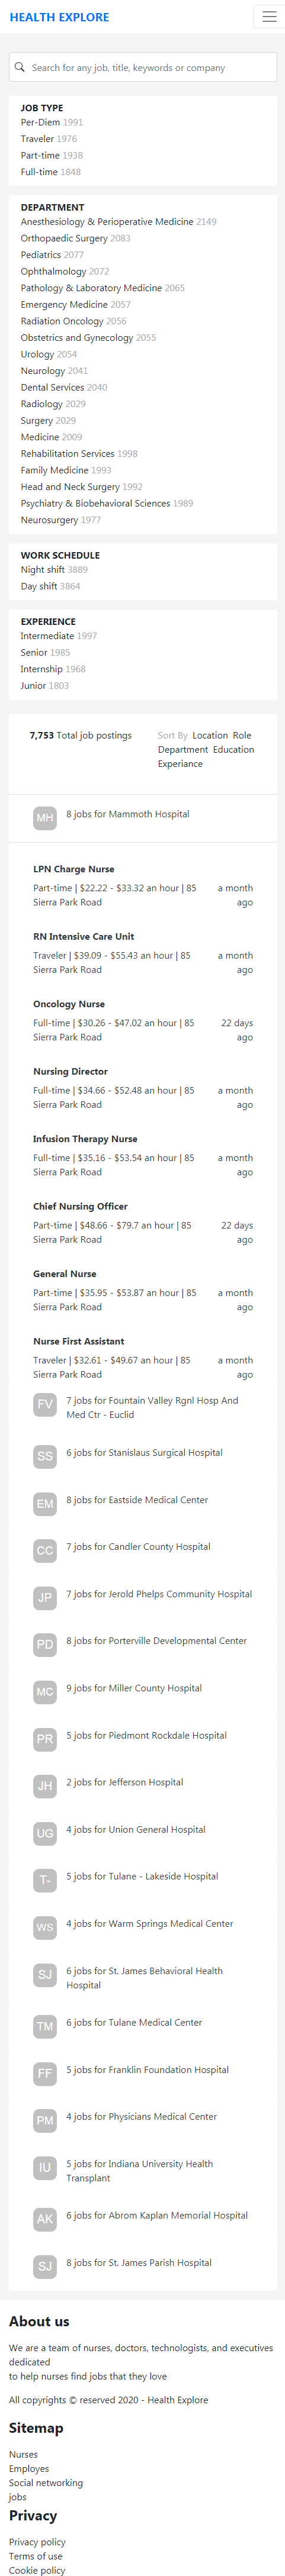 HEALTH EXPLORE
Search for any job, title, keywords or company
JOB TYPE
Per-Diem 1991
Traveler 1976
Part-time 1938
Full-time 1848
DEPARTMENT
Anesthesiology & Perioperative Medicine 2149
Orthopaedic Surgery 2083
Pediatrics 2077
Ophthalmology 2072
Pathology & Laboratory Medicine 2065
Emergency Medicine 2057
Radiation Oncology 2056
Obstetrics and Gynecology 2055
Urology 2054
Neurology 2041
Dental Services 2040
Radiology 2029
Surgery 2029
Medicine 2009
Rehabilitation Services 1998
Family Medicine 1993
Head and Neck Surgery 1992
Psychiatry & Biobehavioral Sciences 1989
Neurosurgery 1977
WORK SCHEDULE
Night shift 3889
Day shift 3864
EXPERIENCE
Intermediate 1997
Senior 1985
Internship 1968
Junior 1803
7,753 Total job postings
Sort By Location Role
Department Education
Experiance
MH 8 jobs for Mammoth Hospital
LPN Charge Nurse
Part-time | $22.22 - $33.32 an hour | 85 a month
Sierra Park Road ago
RN Intensive Care Unit
Traveler | $39.09 - $55.43 an hour | 85 a month
Sierra Park Road ago
Oncology Nurse
Full-time | $30.26 - $47.02 an hour | 85 22 days
Sierra Park Road ago
Nursing Director
Full-time | $34.66 - $52.48 an hour | 85 a month
Sierra Park Road ago
Infusion Therapy Nurse
Full-time | $35.16 - $53.54 an hour | 85 a month
Sierra Park Road ago
Chief Nursing Officer
Part-time | $48.66 - $79.7 an hour | 85 22 days
Sierra Park Road ago
General Nurse
Part-time | $35.95 - $53.87 an hour | 85 a month
Sierra Park Road ago
Nurse First Assistant
Traveler | $32.61 - $49.67 an hour | 85 a month
Sierra Park Road ago
FV 7 jobs for Fountain Valley Rgnl Hosp And
Med Ctr - Euclid
SS 6 jobs for Stanislaus Surgical Hospital
EM 8 jobs for Eastside Medical Center
CC 7 jobs for Candler County Hospital
JP 7 jobs for Jerold Phelps Community Hospital
PD 8 jobs for Porterville Developmental Center
MC 9 jobs for Miller County Hospital
PR 5 jobs for Piedmont Rockdale Hospital
JH 2 jobs for Jefferson Hospital
UG 4 jobs for Union General Hospital
T- 5 jobs for Tulane - Lakeside Hospital
WS 4 jobs for Warm Springs Medical Center
SJ 6 jobs for St. James Behavioral Health
Hospital
TM 6 jobs for Tulane Medical Center
FF 5 jobs for Franklin Foundation Hospital
PM 4 jobs for Physicians Medical Center
IU 5 jobs for Indiana University Health
Transplant
AK 6 jobs for Abrom Kaplan Memorial Hospital
SJ 8 jobs for St. James Parish Hospital
About us
We are a team of nurses, doctors, technologists, and executives
dedicated
to help nurses find jobs that they love
All copyrights © reserved 2020 - Health Explore
Sitemap
Nurses
Employes
Social networking
jobs
Privacy
Privacy policy
Terms of use
Cookie policy